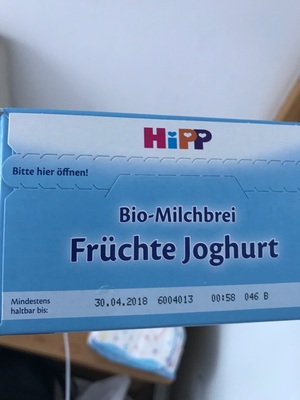 HiPP
Bitte hier öffnen!
Bio-Milchbrei
Früchte Joghurt
Mindestens
haltbar bis:
30.04.2018 6004013 00:58 046 B